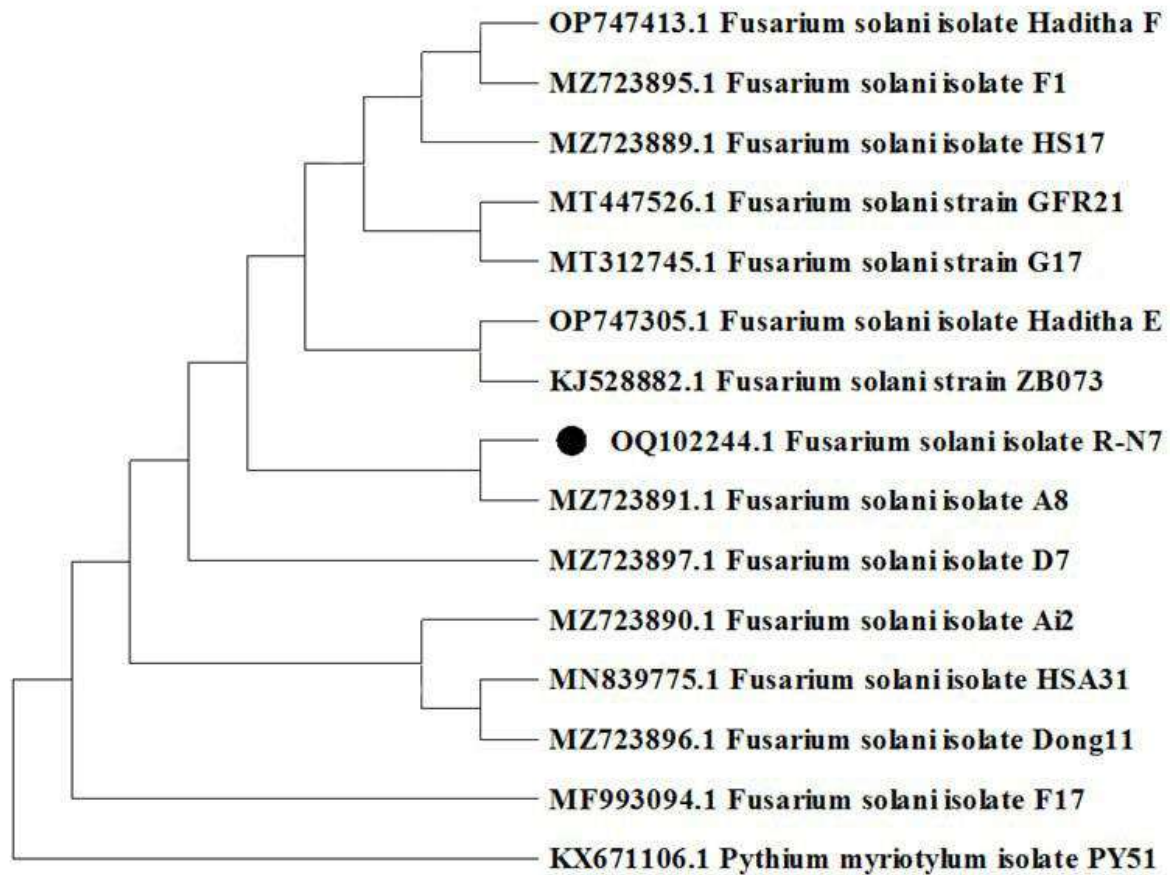 OP747413.1 Fusarium solani isolate Haditha F
MZ723895.1 Fusarium solani isolate F1
MZ723889.1 Fusarium solani isolate HS17
MT447526.1 Fusarium solani strain GFR21
MT312745.1 Fusarium solani strain G17
OP747305.1 Fusarium solani isolate Haditha E
KJ528882.1 Fusarium solani strain ZB073
OQ102244.1 Fusarium solani isolate R-N7
MZ723891.1 Fusarium solani isolate A8
MZ723897.1 Fusarium solani isolate D7
MZ723890.1 Fusarium solani isolate Ai2
MN839775.1 Fusarium solani isolate HSA31
MZ723896.1 Fusarium solani isolate Dong11
MF993094.1 Fusarium solani isolate F17
KX671106.1 Pythium myriotylum isolate PY51